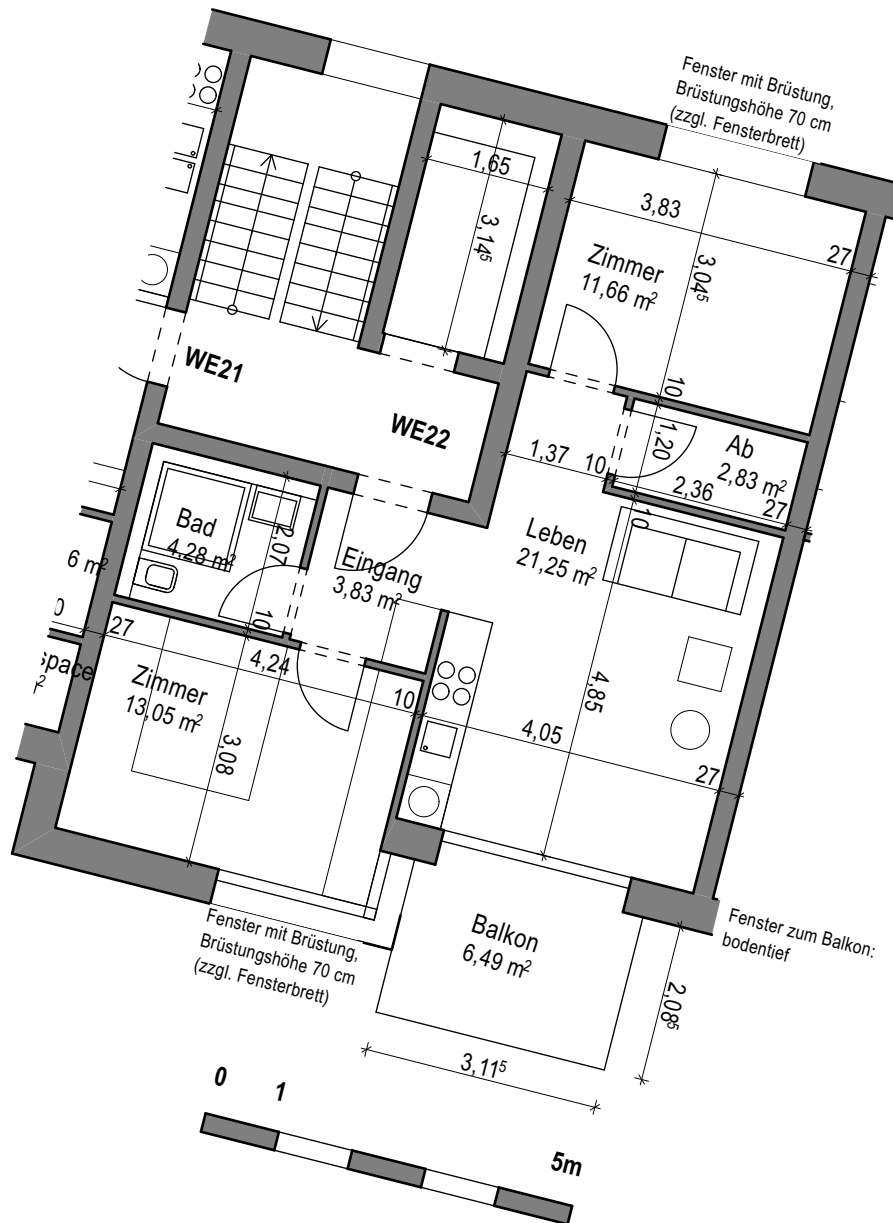 Fenster mit Brüstung,
Brüstungshöhe 70 cm
(zzgl. Fensterbrett)
1,65
3,14⁵
3,83
27
Zimmer
11,66 m²
3,04⁵
10
WE21
WE22
1,20
Ab
2,83 m²
1,37
10
2,36
27
10
Bad
4,28 m²
2,07
10
Eingang
3,83 m²
Leben
21,25 m²
6 m²
0
space
27
4,24
10
Zimmer
13,05 m²
3,08
4,85
4,05
27
Fenster mit Brüstung,
Brüstungshöhe 70 cm
(zzgl. Fensterbrett)
Balkon
6,49 m²
Fenster zum Balkon:
bodentief
2,08⁵
3,11⁵
0 1
5m